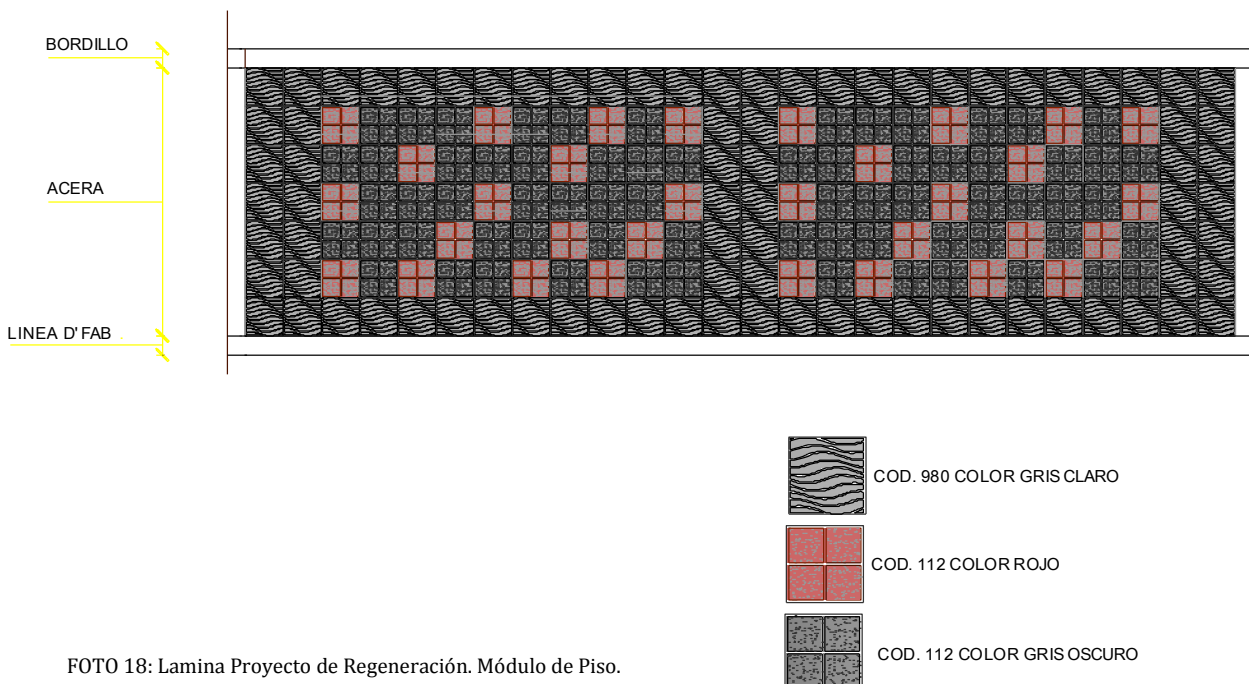 BORDILLO
ACERA
LINEA D' FAB
COD. 980 COLOR GRIS CLARO
COD. 112 COLOR ROJO
COD. 112 COLOR GRIS OSCURO
FOTO 18: Lamina Proyecto de Regeneración. Módulo de Piso.